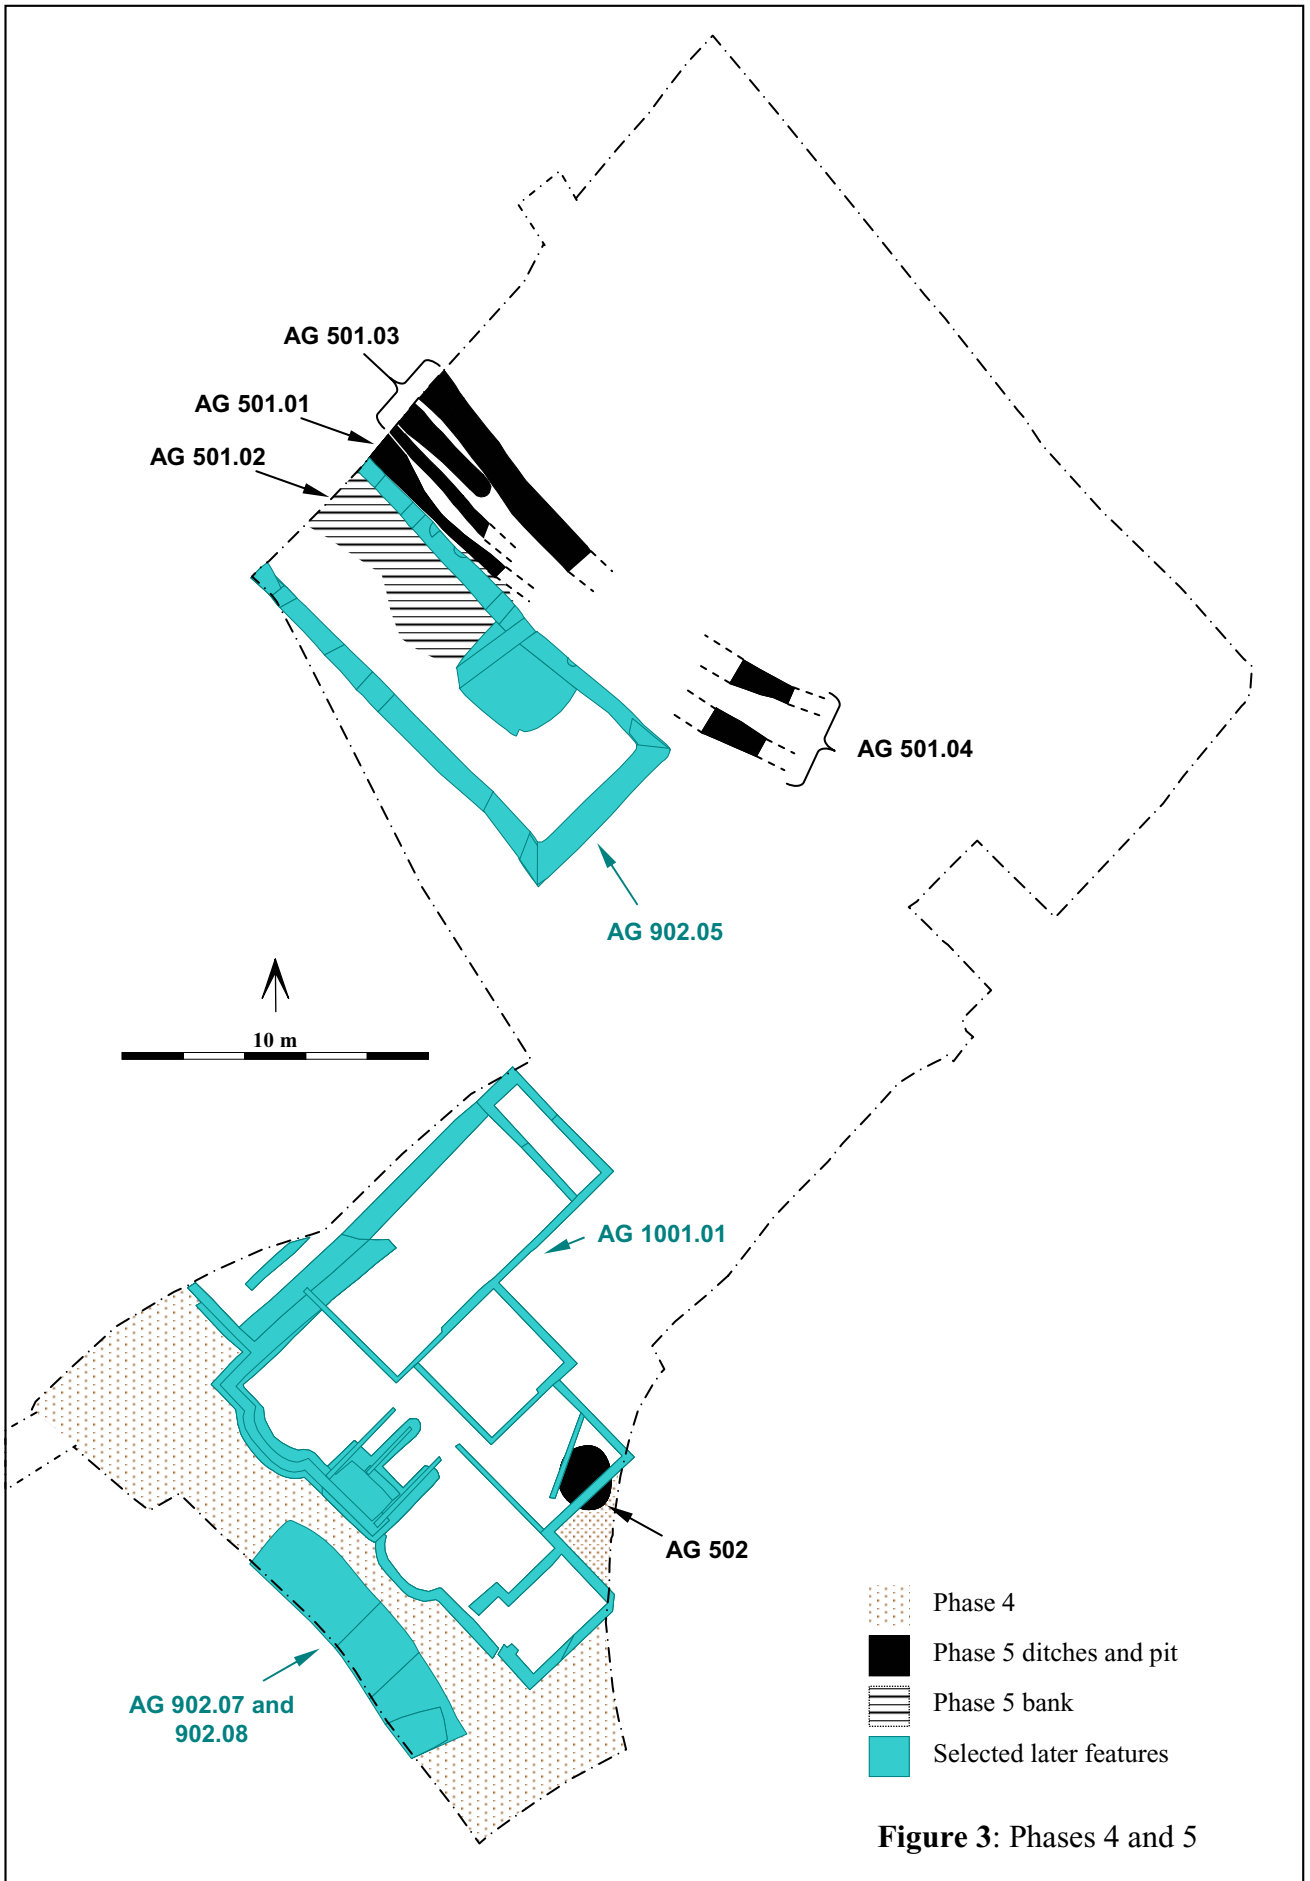 AG 501.03
AG 501.01
AG 501.02
AG 501.04
AG 902.05
10 m
AG 1001.01
AG 502
AG 902.07 and
902.08
Phase 4
Phase 5 ditches and pit
Phase 5 bank
Selected later features
Figure 3: Phases 4 and 5